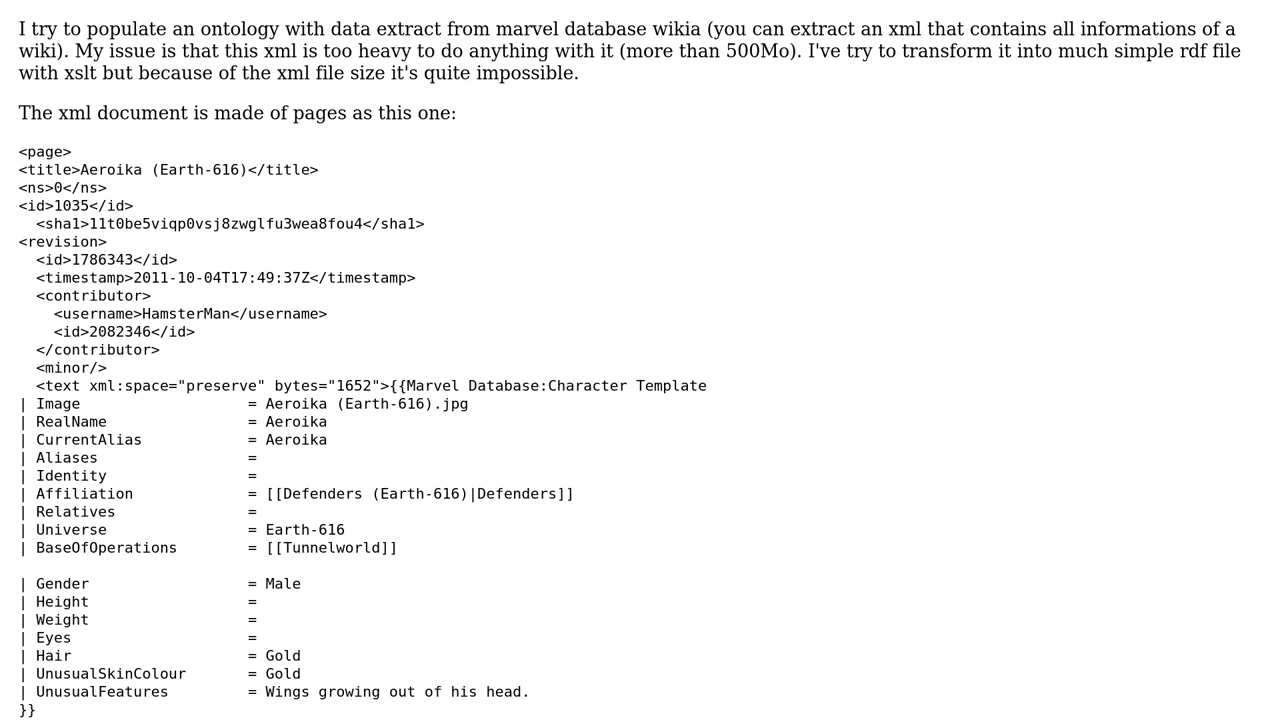 I try to populate an ontology with data extract from marvel database wikia (you can extract an xml that contains all informations of a
wiki). My issue is that this xml is too heavy to do anything with it (more than 500Mo). I've try to transform it into much simple rdf file
with xslt but because of the xml file size it's quite impossible.

The xml document is made of pages as this one:

<page>
<title>Aeroika (Earth-616)</title>
<ns>0</ns>
<id>1035</id>
  <sha1>11t0be5viqp0vsj8zwglfu3wea8fou4</sha1>
<revision>
  <id>1786343</id>
  <timestamp>2011-10-04T17:49:37Z</timestamp>
  <contributor>
    <username>HamsterMan</username>
    <id>2082346</id>
  </contributor>
  <minor/>
  <text xml:space="preserve" bytes="1652">{{Marvel Database:Character Template
| Image                   = Aeroika (Earth-616).jpg
| RealName                = Aeroika
| CurrentAlias            = Aeroika
| Aliases                 =
| Identity                =
| Affiliation             = [[Defenders (Earth-616)|Defenders]]
| Relatives               =
| Universe                = Earth-616
| BaseOfOperations        = [[Tunnelworld]]

| Gender                  = Male
| Height                  =
| Weight                  =
| Eyes                    =
| Hair                    = Gold
| UnusualSkinColour       = Gold
| UnusualFeatures         = Wings growing out of his head.
}}